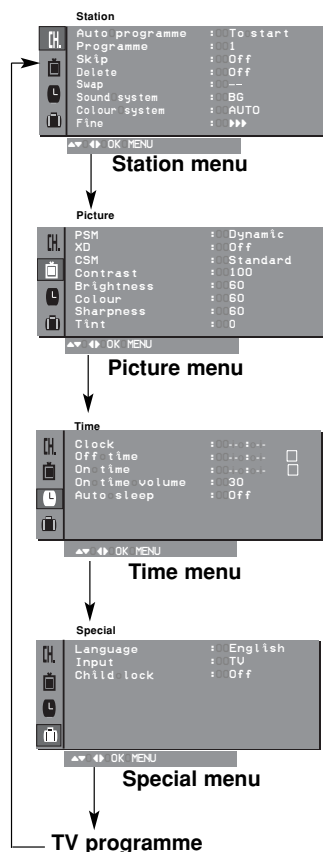 Station
CH.
Auto programme : To start
Programme : 1
Skip : Off
Delete : Off
Swap : --
Sound system : BG
Colour system : AUTO
Fine : ▶▶▶
▲▼ ◀▶ OK MENU
Station menu
Picture
CH.
PSM : Dynamic
XD : Off
CSM : Standard
Contrast : 100
Brightness : 60
Colour : 60
Sharpness : 60
Tint : 0
▲▼ ◀▶ OK MENU
Picture menu
Time
CH.
Clock : --:--
Off time : --:-- □
On time : --:-- □
On time volume : 30
Auto sleep : Off
▲▼ ◀▶ OK MENU
Time menu
Special
CH.
Language : English
Input : TV
Child lock : Off
▲▼ ◀▶ OK MENU
Special menu
TV programme